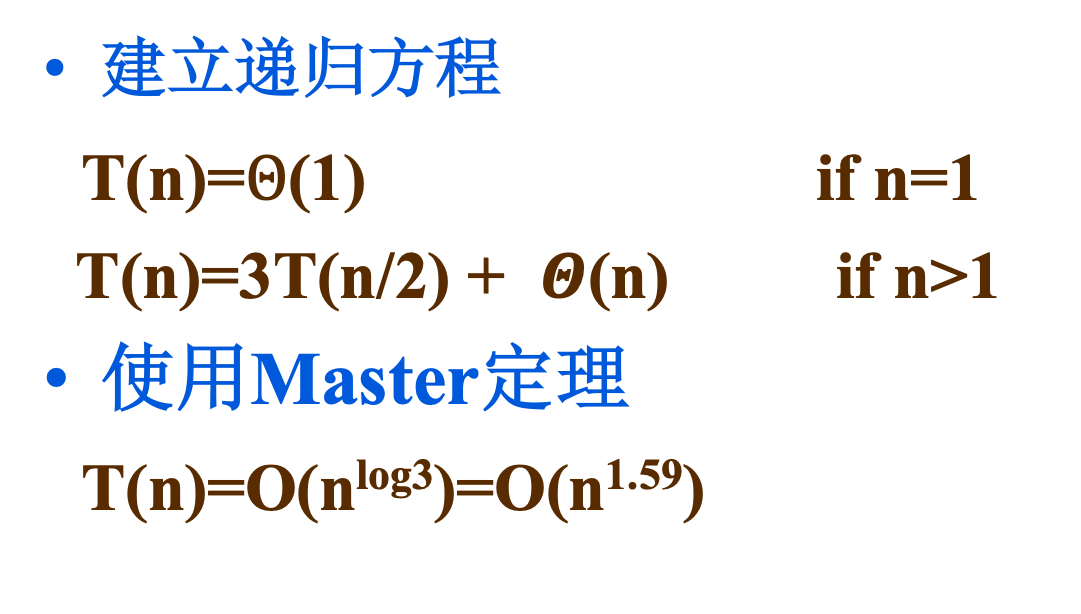 • 建立递归方程
T(n)=Θ(1) if n=1
T(n)=3T(n/2) + Θ(n) if n>1
• 使用Master定理
T(n)=O(n^log3)=O(n^1.59)